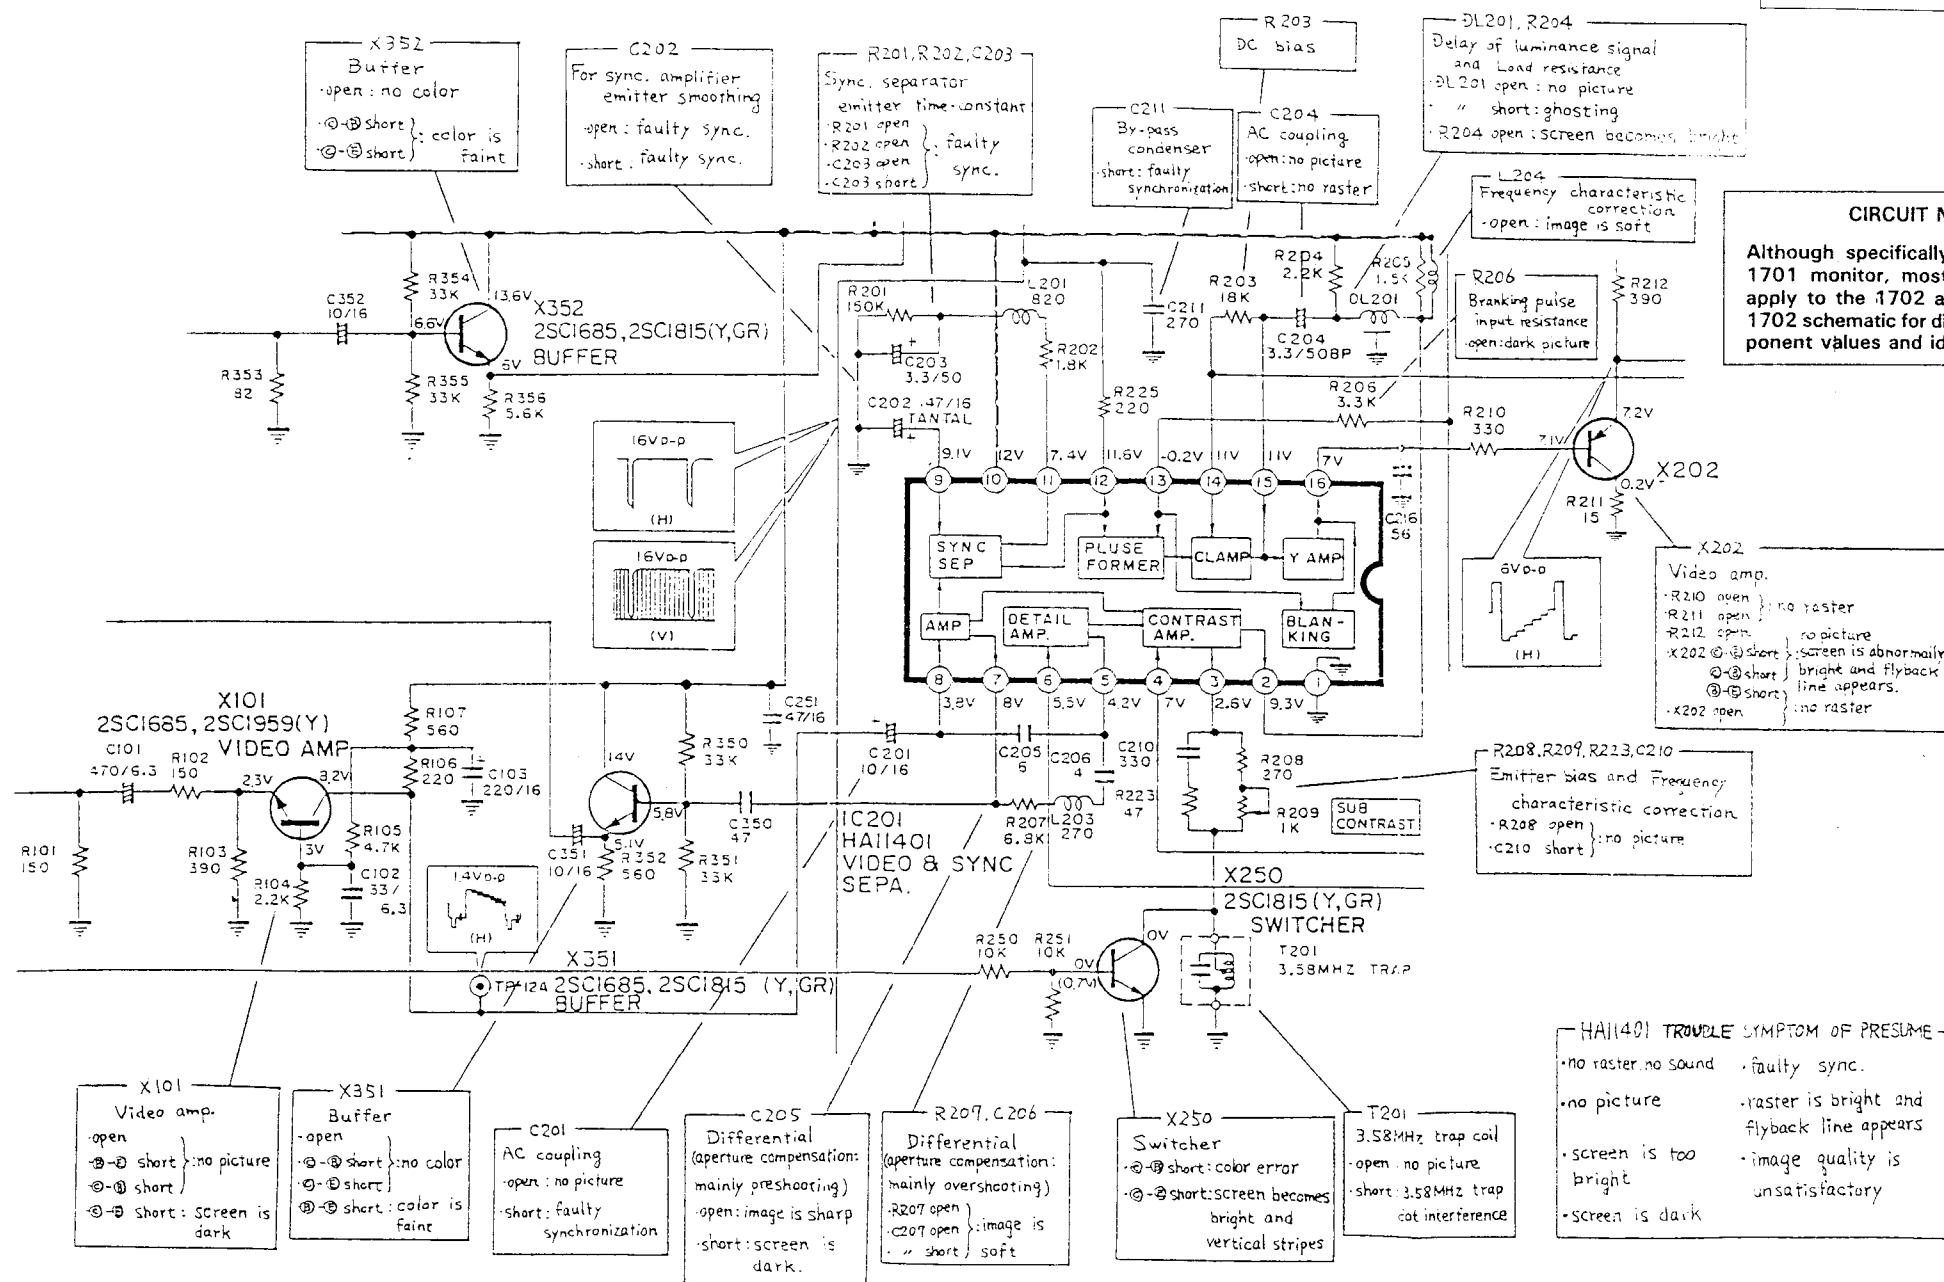 X352
Buffer
·open : no color
·Ⓒ-Ⓑ short
·Ⓒ-Ⓔ short
: color is
faint
C202
For sync. amplifier
emitter smoothing
·open : faulty sync.
·short : faulty sync.
R201, R202, C203
Sync. separator
emitter time-constant
·R201 open
·R202 open
·C203 open
·C203 short
: faulty
sync.
R203
DC bias
C211
By-pass
condenser
·short : faulty
synchronization
C204
AC coupling
·open : no picture
·short : no raster
DL201, R204
Delay of luminance signal
and Load resistance
·DL201 open : no picture
· " short : ghosting
·R204 open : screen becomes bright
L204
Frequency characteristic
correction
·open : image is soft
R206
Branking pulse
input resistance
·open : dark picture
CIRCUIT N
Although specifically
1701 monitor, most
apply to the 1702 a
1702 schematic for di
ponent values and id
C352
10/16
R354
33K
13.6V
6.6V
6V
X352
2SC1685, 2SC1815(Y,GR)
BUFFER
R353
82
R355
33K
R356
5.6K
R201
150K
L201
820
C203
3.3/50
R202
1.8K
C202 .47/16
TANTAL
C211
270
R225
220
R203
18K
R204
2.2K
C204
3.3/50BP
DL201
R205
1.5K
R206
3.3K
R210
330
R212
390
7.2V
7.1V
0.2V
X202
R211
15
C216
56
16Vp-p
(H)
16Vp-p
(V)
9.1V
12V
7.4V
11.6V
-0.2V
11V
11V
7V
9
10
11
12
13
14
15
16
SYNC
SEP
PLUSE
FORMER
CLAMP
Y AMP
AMP
DETAIL
AMP.
CONTRAST
AMP.
BLAN-
KING
8
7
6
5
4
3
2
1
3.8V
8V
5.5V
4.2V
7V
2.6V
9.3V
6Vp-p
(H)
X202
Video amp.
·R210 open
·R211 open
: no raster
·R212 open
no picture
·X202 Ⓒ-Ⓔ short
Ⓒ-Ⓑ short
Ⓑ-Ⓔ short
: screen is abnormally
bright and flyback
line appears.
·X202 open
: no raster
X101
2SC1685, 2SC1959(Y)
VIDEO AMP
C101
470/6.3
R102
150
2.3V
8.2V
3V
R107
560
R106
220
C103
220/16
R105
4.7K
R101
150
R103
390
R104
2.2K
C102
33/
6.3
1.4Vp-p
(H)
TP-12A
X351
2SC1685, 2SC1815 (Y,GR)
BUFFER
14V
5.8V
5.1V
C351
10/16
R352
560
R350
33K
R351
33K
C251
47/16
C350
47
C201
10/16
IC201
HA11401
VIDEO & SYNC
SEPA.
C205
6
C206
4
R207
6.8K
L203
270
C210
330
R223
47
R208
270
R209
1K
SUB
CONTRAST
R208, R209, R223, C210
Emitter bias and Frequency
characteristic correction
·R208 open
·C210 short
: no picture
X250
2SC1815 (Y,GR)
SWITCHER
R250
10K
R251
10K
0V
(0.7V)
0V
T201
3.58MHZ TRAP
X101
Video amp.
·open
·Ⓑ-Ⓔ short
·Ⓒ-Ⓑ short
: no picture
·Ⓒ-Ⓔ short : screen is
dark
X351
Buffer
·open
·Ⓒ-Ⓑ short
·Ⓒ-Ⓔ short
: no color
·Ⓑ-Ⓔ short : color is
faint
C201
AC coupling
·open : no picture
·short : faulty
synchronization
C205
Differential
(aperture compensation:
mainly preshooting)
·open : image is sharp
·short : screen is
dark.
R207, C206
Differential
(aperture compensation:
mainly overshooting)
·R207 open
·C207 open
· " short
: image is
soft
X250
Switcher
·Ⓒ-Ⓑ short : color error
·Ⓒ-Ⓔ short : screen becomes
bright and
vertical stripes
T201
3.58MHz trap coil
·open : no picture
·short : 3.58MHz trap
dot interference
HA11401 TROUBLE SYMPTOM OF PRESUME
·no raster no sound
·no picture
·screen is too
bright
·screen is dark
·faulty sync.
·raster is bright and
flyback line appears
·image quality is
unsatisfactory